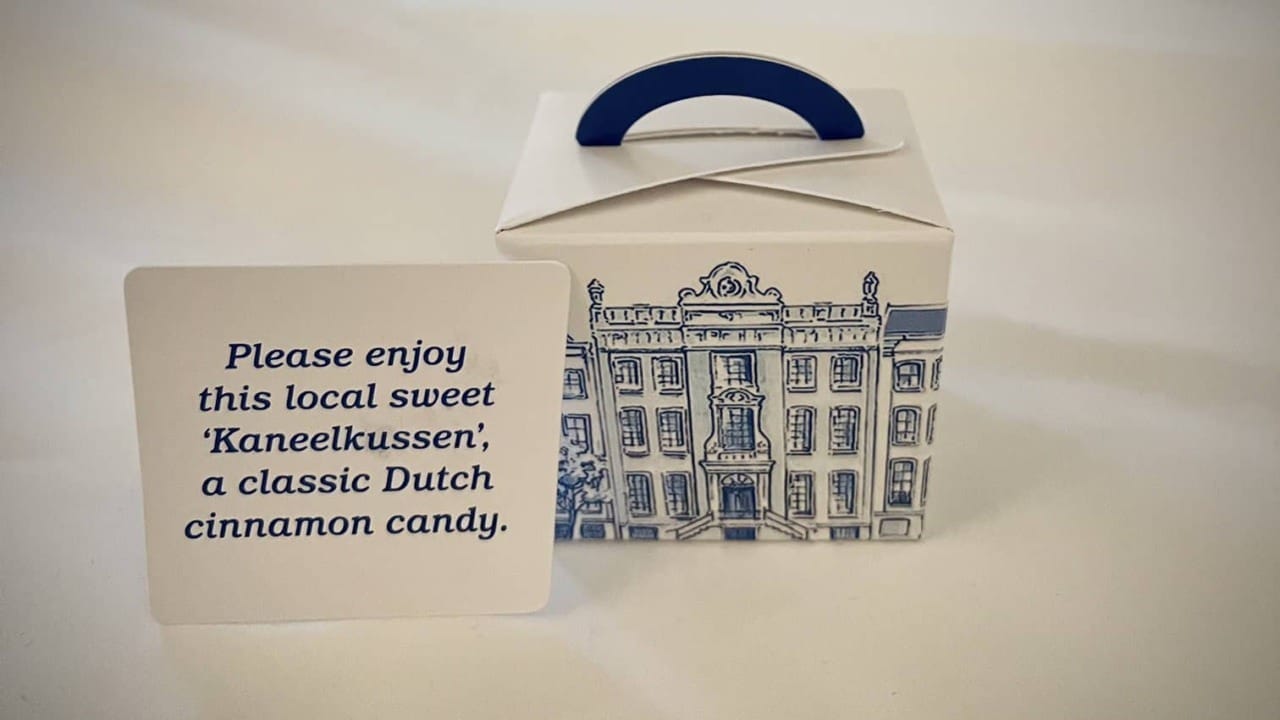 Please enjoy
this local sweet
‘Kaneelkussen’,
a classic Dutch
cinnamon candy.